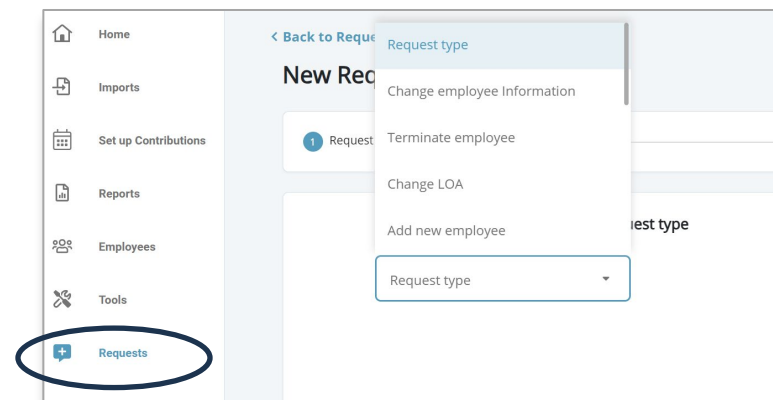 Home
Imports
Set up Contributions
Reports
Employees
Tools
Requests
< Back to Reque
New Req
1 Request
Request type
Change employee Information
Terminate employee
Change LOA
Add new employee
uest type
Request type